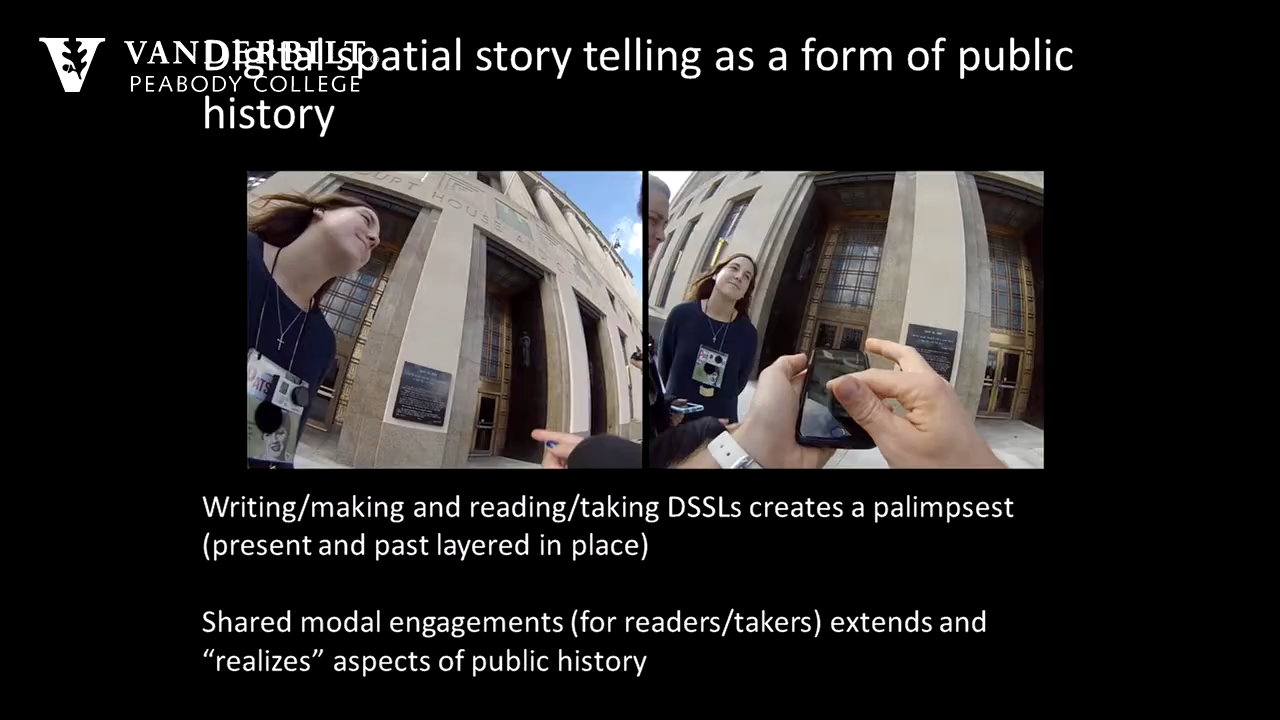 VANDERBILT
PEABODY COLLEGE
Digital spatial story telling as a form of public
history
COURT HOUSE A
Writing/making and reading/taking DSSLs creates a palimpsest
(present and past layered in place)
Shared modal engagements (for readers/takers) extends and
“realizes” aspects of public history